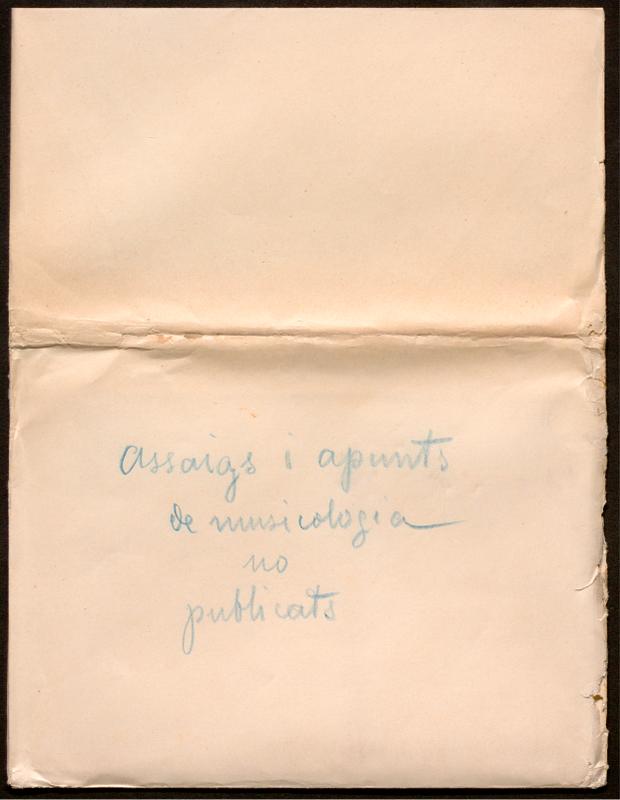 Assaigs i apunts
de musicologia
no
publicats